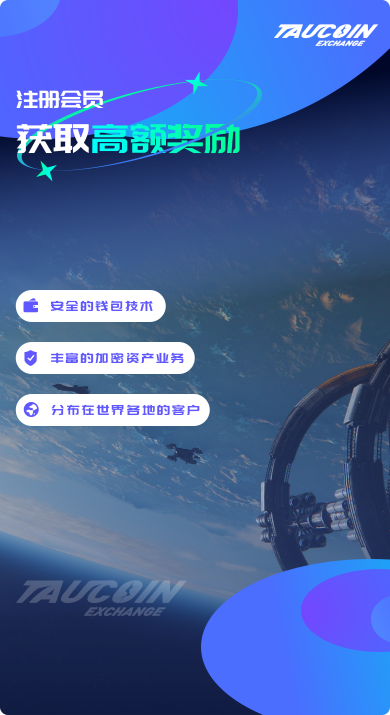 TAUCOIN
EXCHANGE
注册会员
获取高额奖励
安全的钱包技术
丰富的加密资产业务
分布在世界各地的客户
TAUCOIN
EXCHANGE